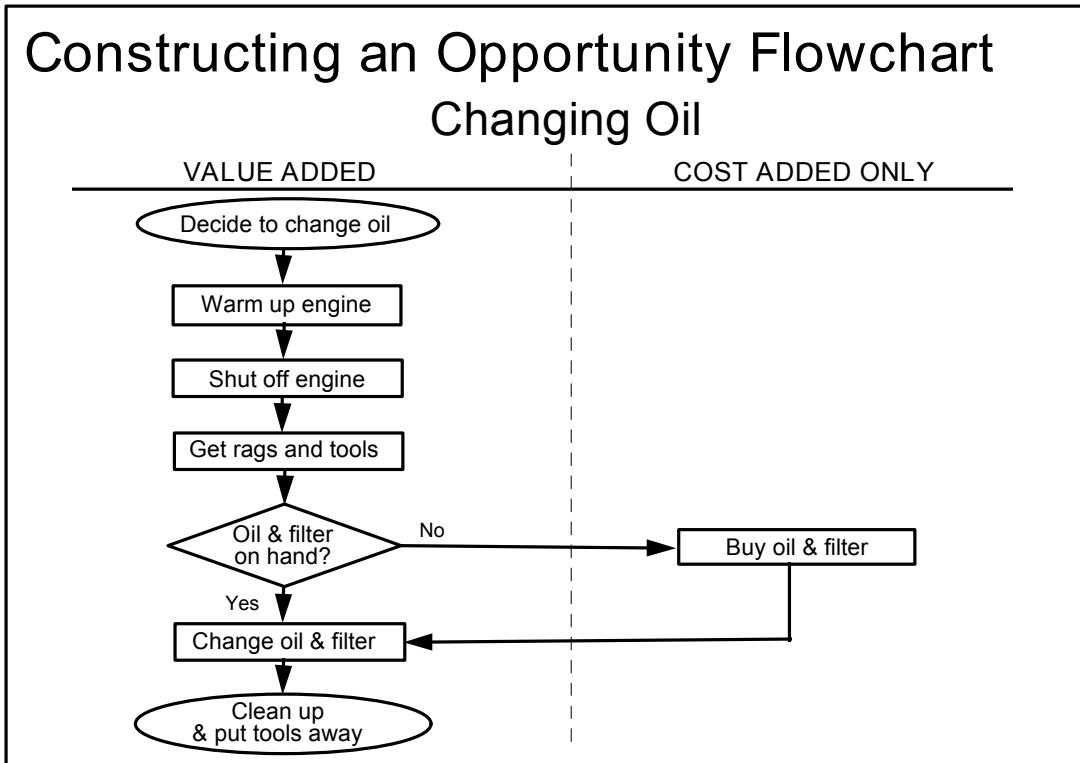 Constructing an Opportunity Flowchart
Changing Oil
VALUE ADDED
COST ADDED ONLY
Decide to change oil
Warm up engine
Shut off engine
Get rags and tools
Oil & filter
on hand?
No
Buy oil & filter
Yes
Change oil & filter
Clean up
& put tools away